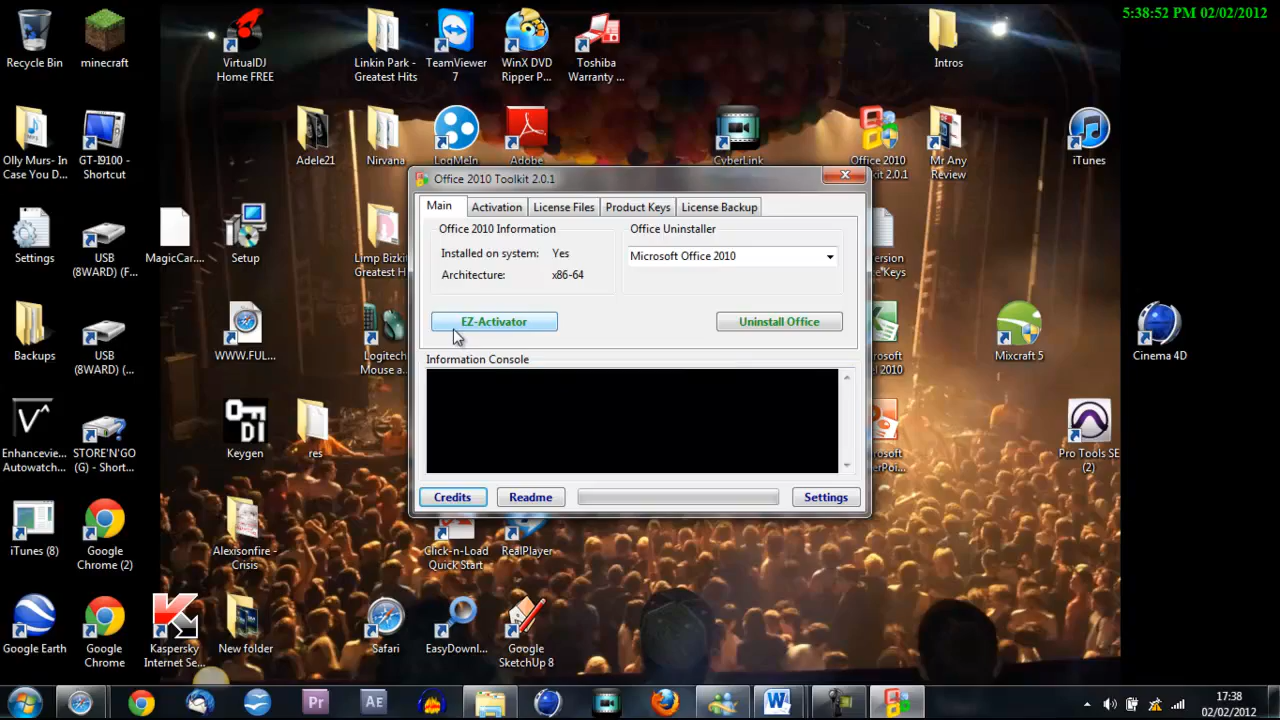 5:38:52 PM 02/02/2012
Recycle Bin
minecraft
VirtualDJ
Home FREE
Linkin Park -
Greatest Hits
TeamViewer
7
WinX DVD
Ripper P...
Toshiba
Warranty ...
Intros
Olly Murs- In
Case You D...
GT-I9100 -
Shortcut
Adele21
Nirvana
LogMeIn
Adobe
CyberLink
Office 2010
kit 2.0.1
Mr Any
Review
iTunes
Office 2010 Toolkit 2.0.1
Main
Activation
License Files
Product Keys
License Backup
Office 2010 Information
Installed on system: Yes
Architecture: x86-64
Office Uninstaller
Microsoft Office 2010
EZ-Activator
Uninstall Office
Information Console
Credits
Readme
Settings
Settings
USB
(8WARD) (F...
MagicCar...
Setup
Limp Bizkit
Greatest H
ersion
e Keys
Backups
USB
(8WARD) (...
WWW.FUL...
Logitech
Mouse a...
osoft
el 2010
Mixcraft 5
Cinema 4D
Enhancevie...
Autowatch...
STORE'N'GO
(G) - Short...
Keygen
res
osoft
rPoi...
Pro Tools SE
(2)
iTunes (8)
Google
Chrome (2)
Alexisonfire -
Crisis
Click-n-Load
Quick Start
RealPlayer
Google Earth
Google
Chrome
Kaspersky
Internet Se...
New folder
Safari
EasyDownl...
Google
SketchUp 8
Pr
AE
17:38
02/02/2012